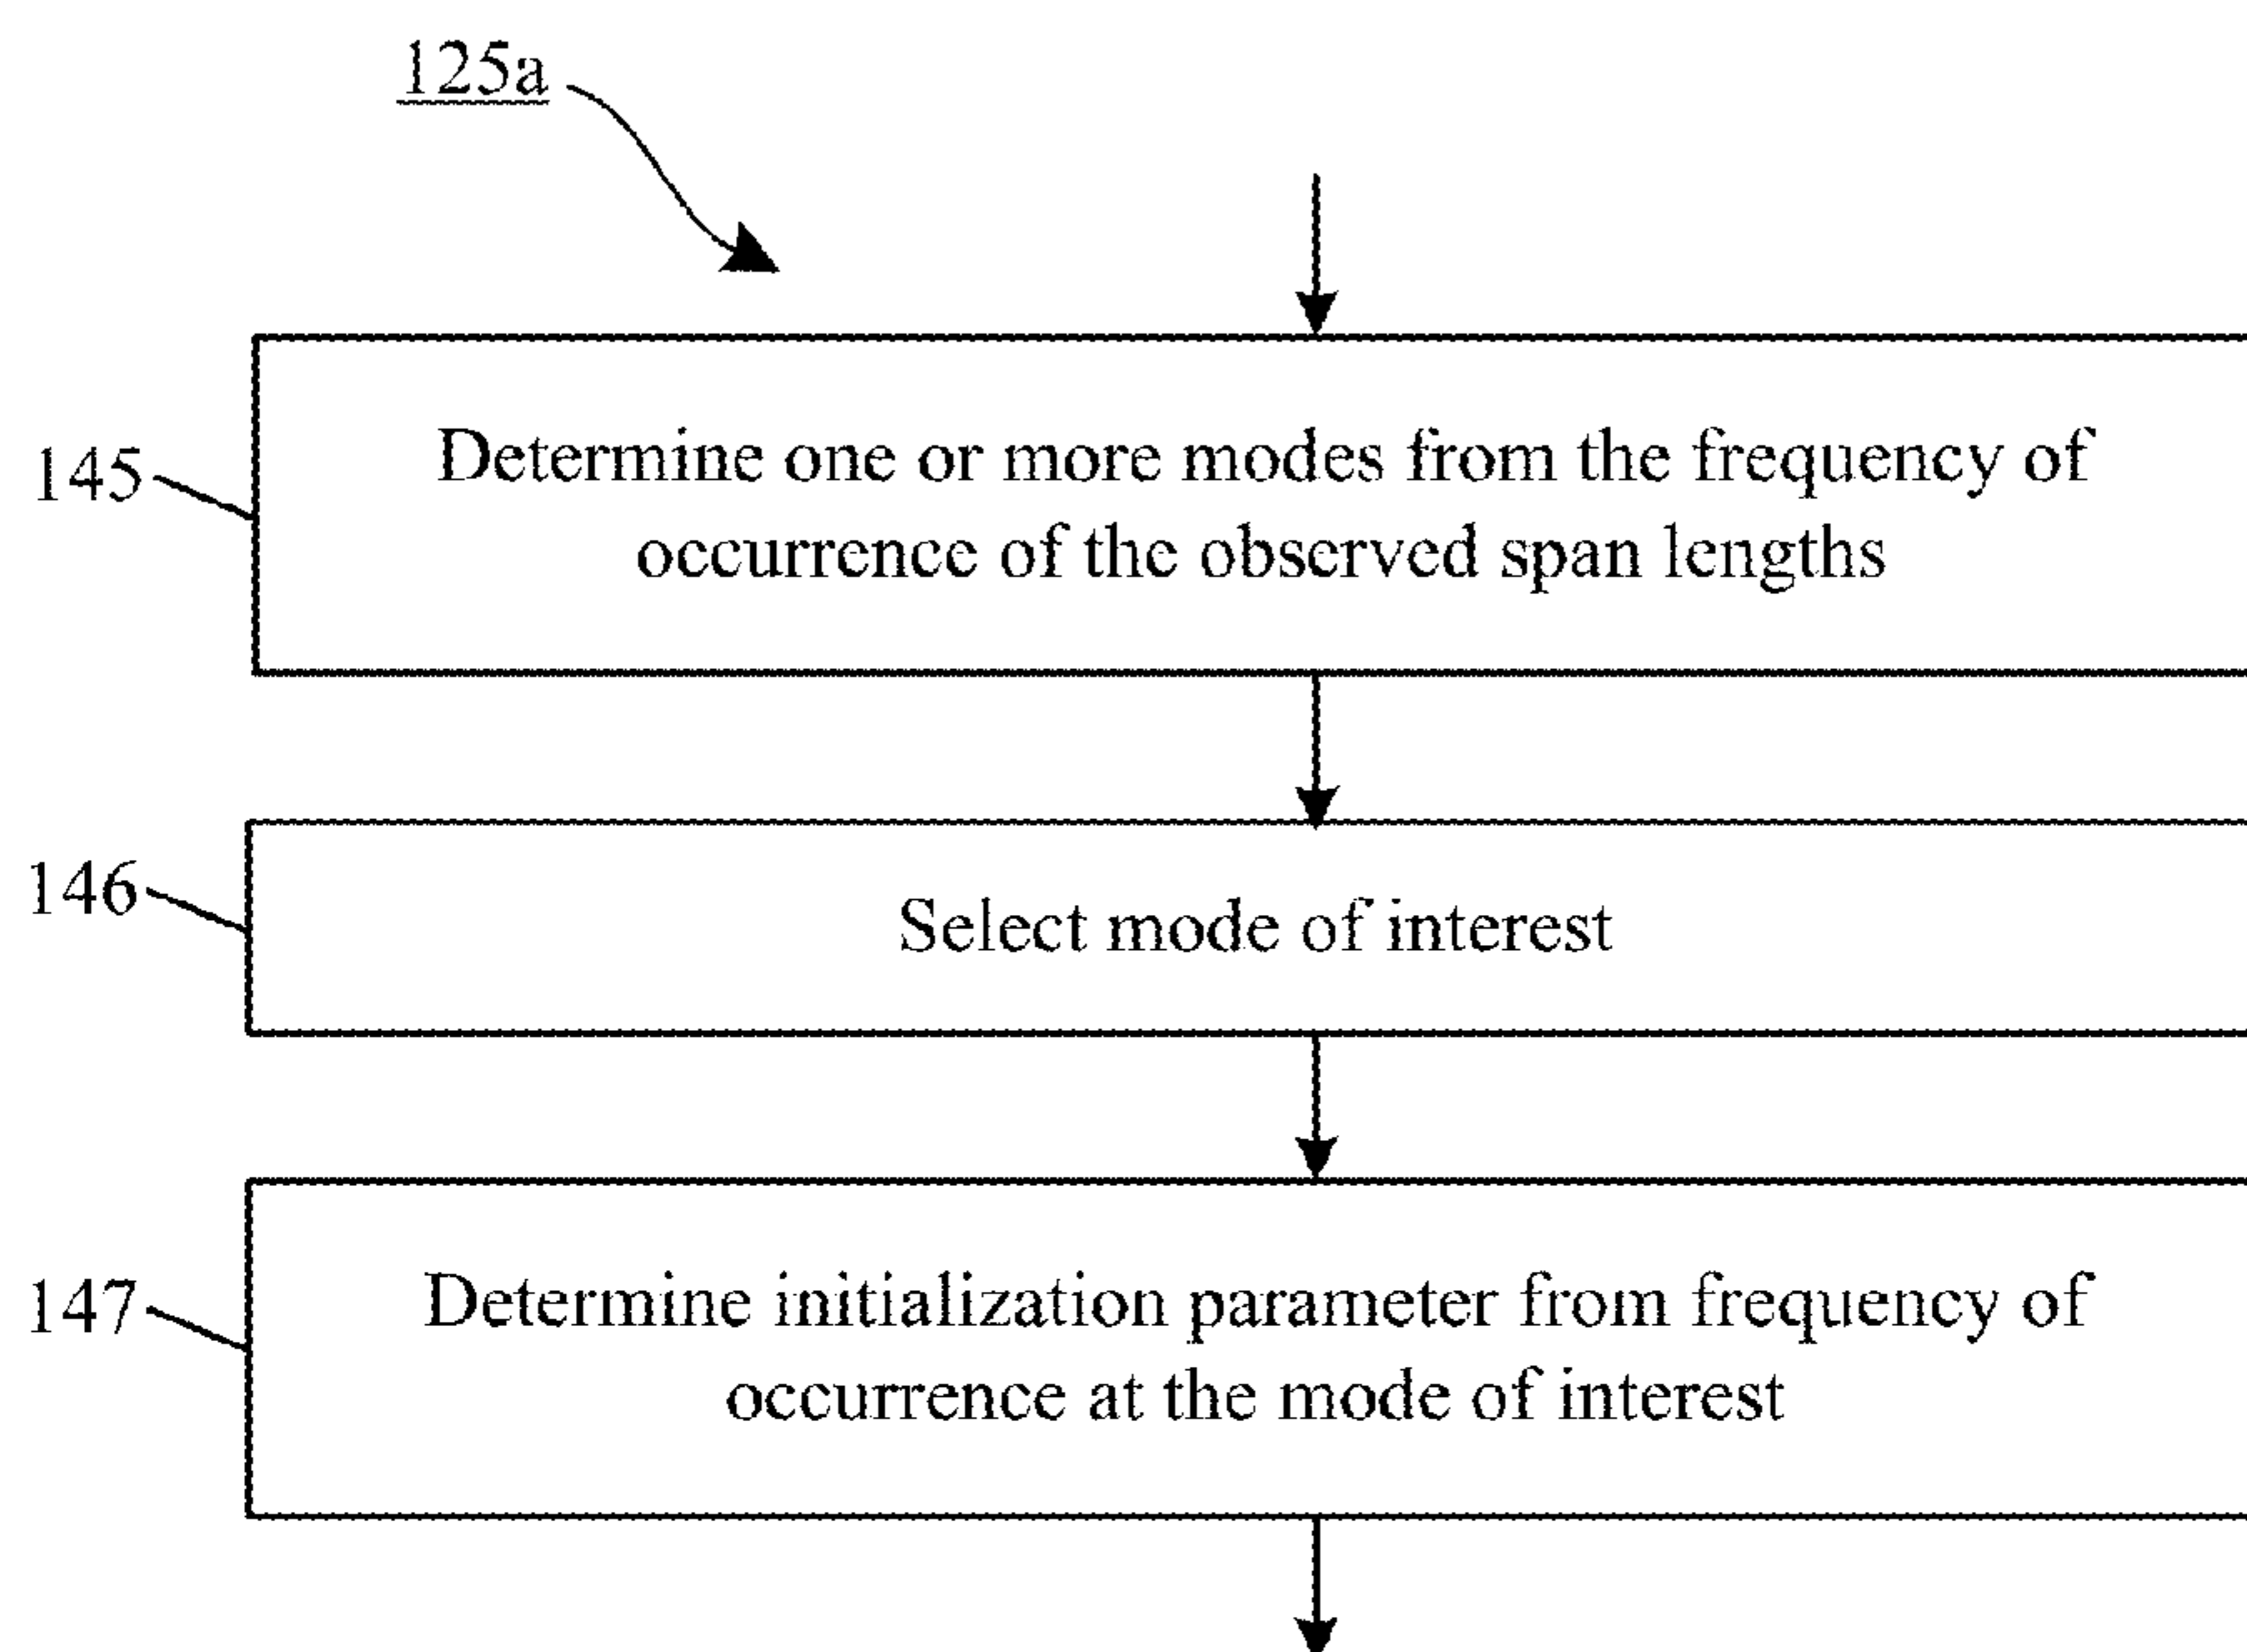 125a
145
Determine one or more modes from the frequency of
occurrence of the observed span lengths
146
Select mode of interest
147
Determine initialization parameter from frequency of
occurrence at the mode of interest